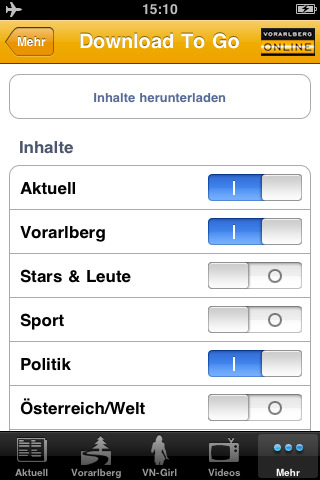 15:10
Mehr
Download To Go
VORARLBERG
ONLINE
Inhalte herunterladen
Inhalte
Aktuell
Vorarlberg
Stars & Leute
Sport
Politik
Österreich/Welt
Aktuell Vorarlberg VN-Girl Videos Mehr